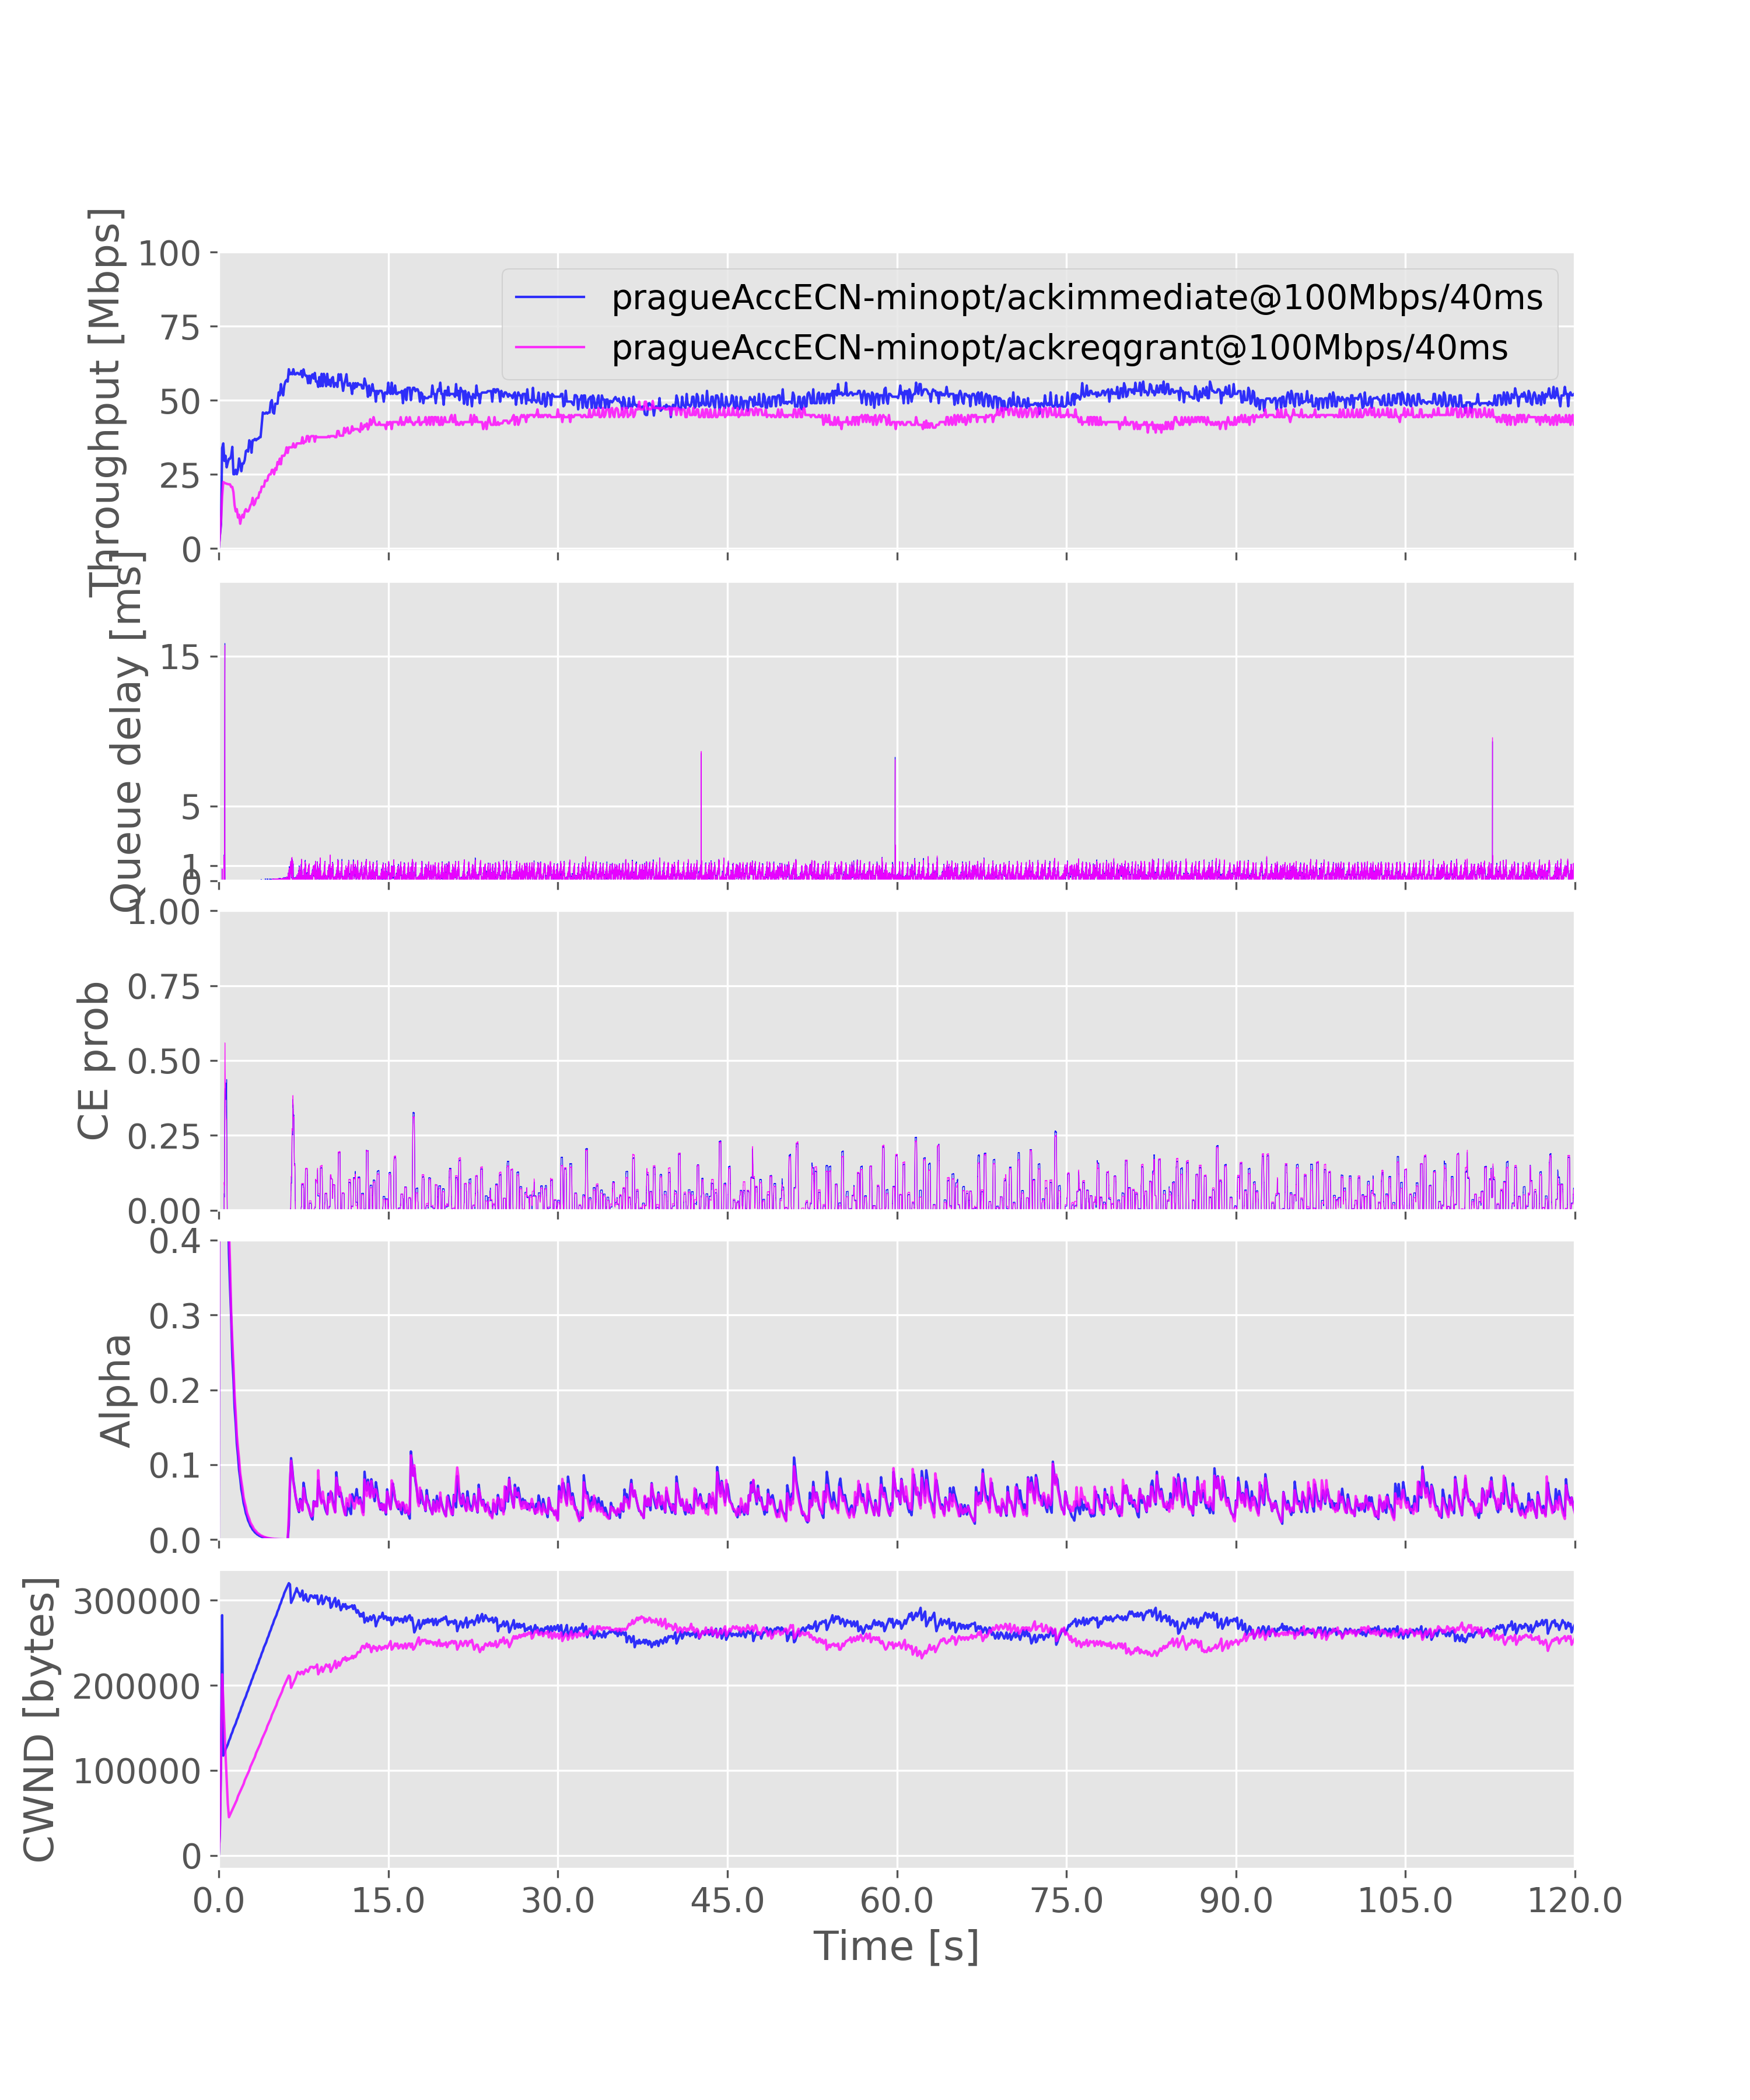 Throughput [Mbps]
100
75
50
25
0
pragueAccECN-minopt/ackimmediate@100Mbps/40ms
pragueAccECN-minopt/ackreqgrant@100Mbps/40ms
Queue delay [ms]
15
5
1
0
CE prob
1.00
0.75
0.50
0.25
0.00
Alpha
0.4
0.3
0.2
0.1
0.0
CWND [bytes]
300000
200000
100000
0
0.0 15.0 30.0 45.0 60.0 75.0 90.0 105.0 120.0
Time [s]